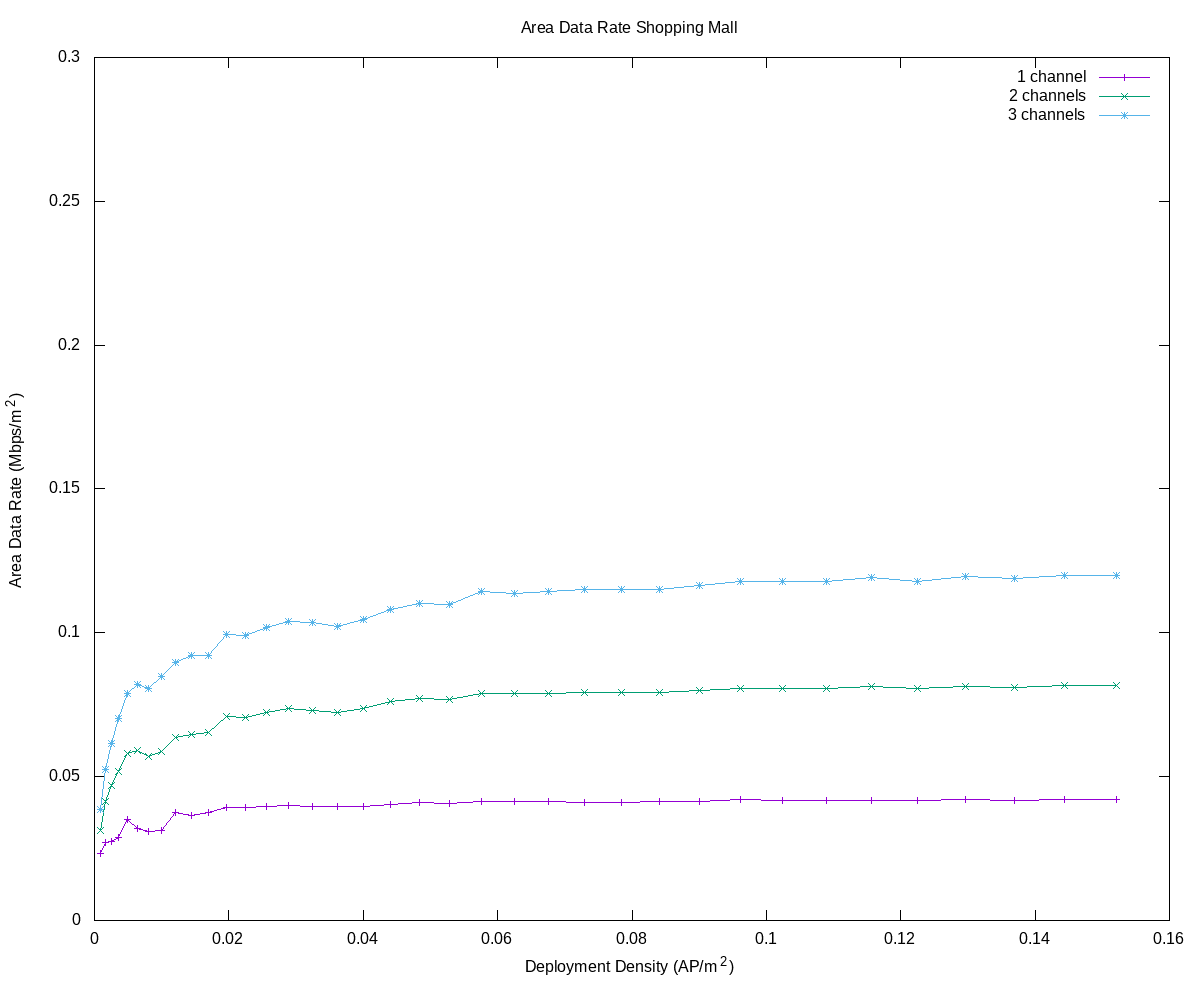 Area Data Rate Shopping Mall
0.3
0.25
0.2
0.15
0.1
0.05
0
Area Data Rate (Mbps/m²)
1 channel
2 channels
3 channels
0 0.02 0.04 0.06 0.08 0.1 0.12 0.14 0.16
Deployment Density (AP/m²)